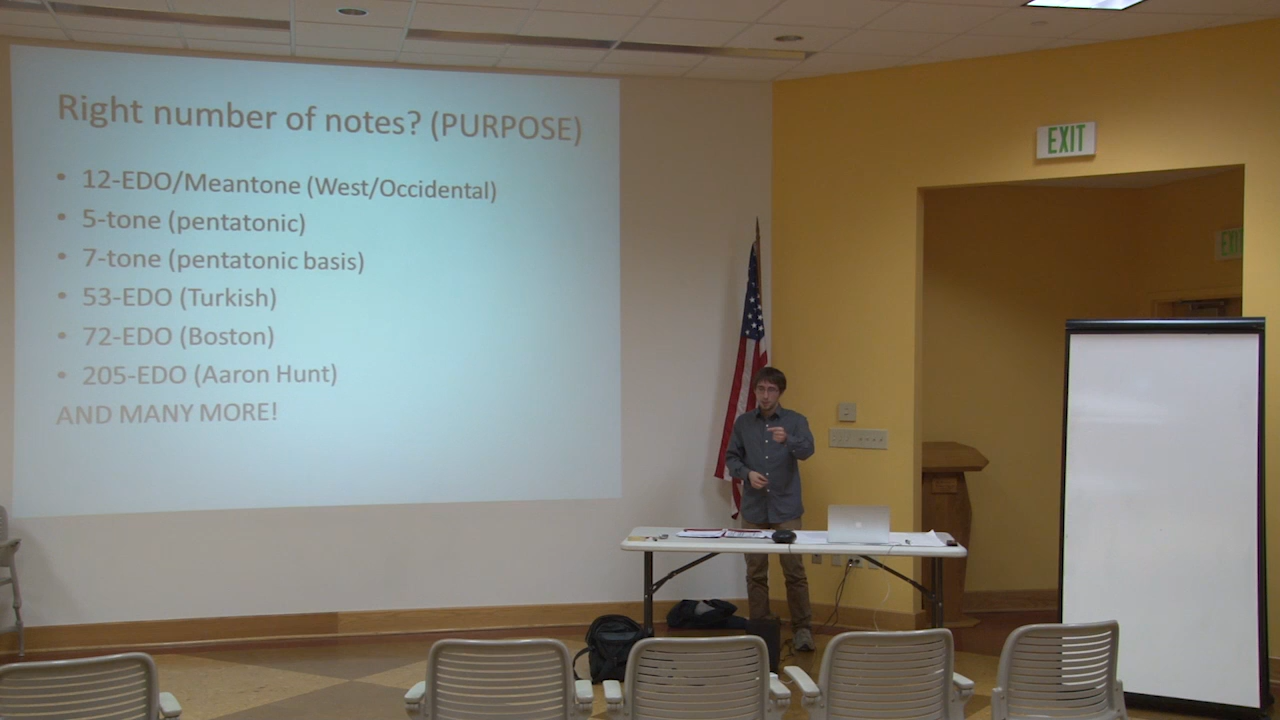 Right number of notes? (PURPOSE)
• 12-EDO/Meantone (West/Occidental)
• 5-tone (pentatonic)
• 7-tone (pentatonic basis)
• 53-EDO (Turkish)
• 72-EDO (Boston)
• 205-EDO (Aaron Hunt)
AND MANY MORE!
EXIT
EXIT